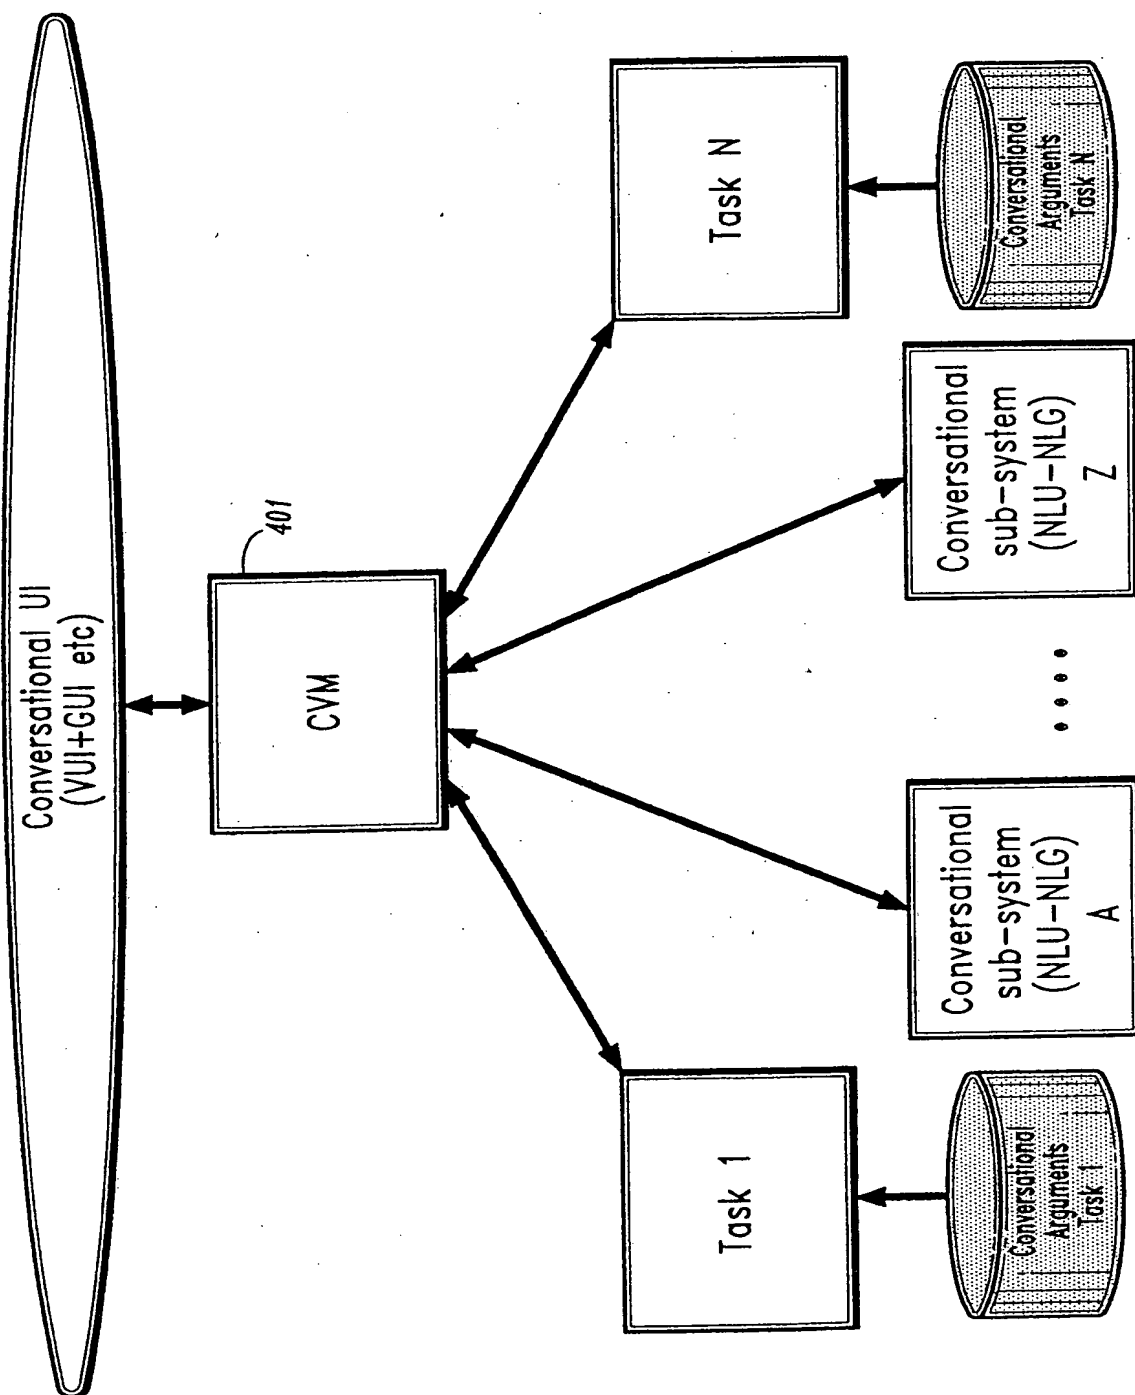 Conversational UI
(VUI+GUI etc)
401
CVM
Task 1
Task N
Conversational
Arguments
Task 1
Conversational
sub-system
(NLU-NLG)
A
Conversational
sub-system
(NLU-NLG)
Z
Conversational
Arguments
Task N